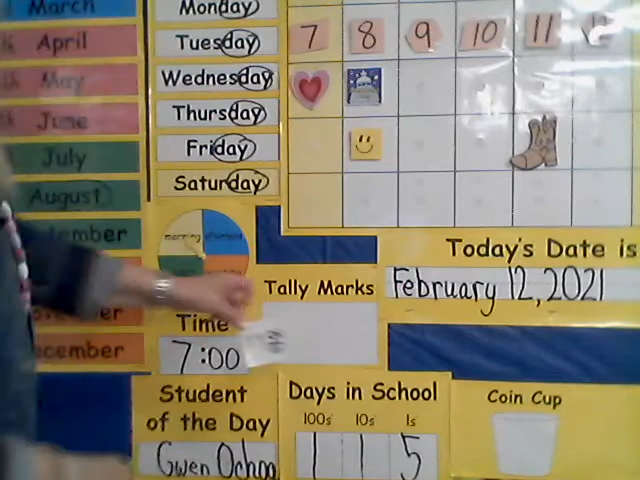 March
April
May
June
July
August
December
Monday
Tuesday
Wednesday
Thursday
Friday
Saturday
7 8 9 10 11
morning
Today's Date is
February 12, 2021
Tally Marks
Time
7:00
Student
of the Day
Gwen Ochoa
Days in School
100s 10s 1s
1 1 5
Coin Cup